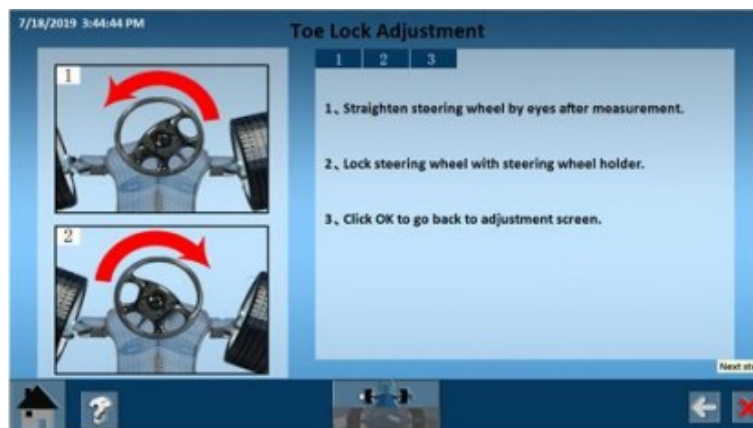 7/18/2019 3:44:44 PM
Toe Lock Adjustment
1 2 3
1
1、Straighten steering wheel by eyes after measurement.
2、Lock steering wheel with steering wheel holder.
2
3、Click OK to go back to adjustment screen.
Next